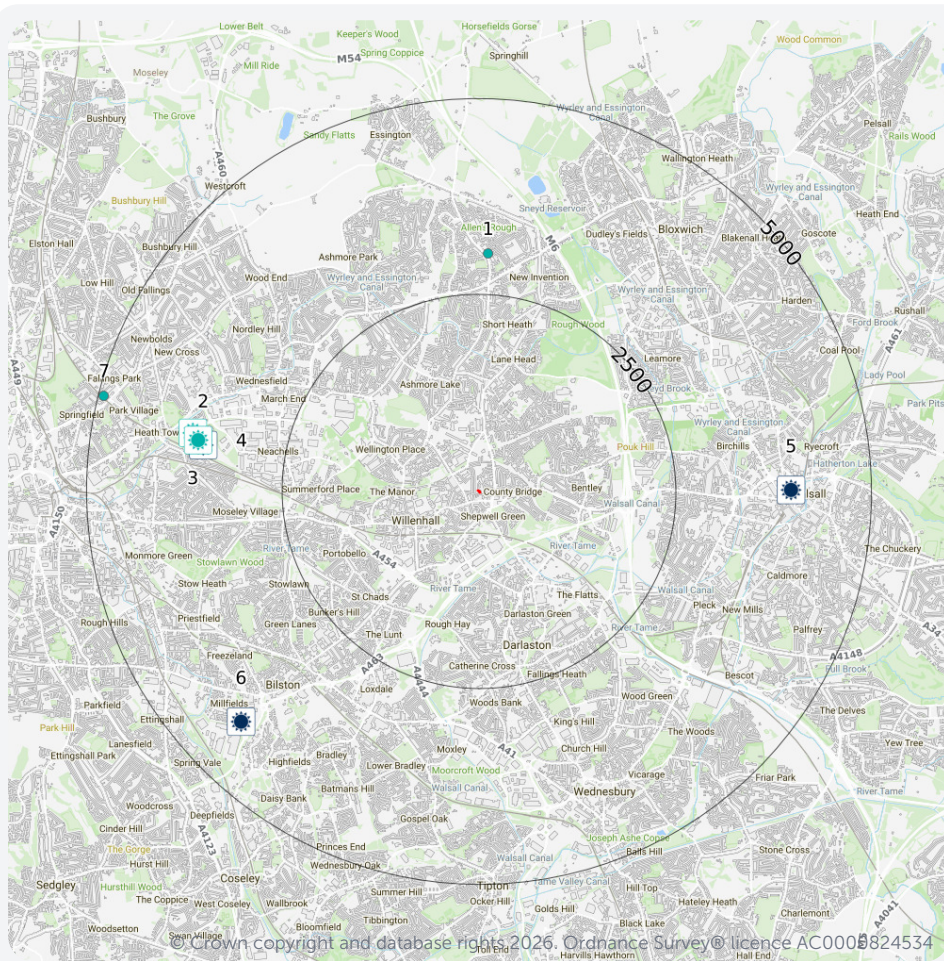 Lower Belt
Keeper's Wood
Horsefields Gorse
Wood Common
Springhill
Spring Coppice
M54
Mill Ride
Moseley
The Grove
Bushbury
Sandy Flatts
Essington
Wyrley and Essington
Canal
Pelsall
Rails Wood
A460
Wallington Heath
Westcroft
Bushbury Hill
Wyrley and Essington
Canal
Sneyd Reservoir
Heath End
1
Allen's Rough
Dudley's Fields
Bloxwich
Goscote
5000
Elston Hall
Bushbury Hill
M6
Ashmore Park
Low Hill
Wood End
Wyrley and Essington
Canal
New Invention
Old Fallings
Wyrley and Essington
Canal
Harden
Rushall
Short Heath
Rough Wood
Ford Brook
Nordley Hill
Newbolds
New Cross
2500
Lane Head
Leamore
Coal Pool
A461
A449
7
Fallings Park
Wednesfield
Ashmore Lake
Lady Pool
March End
Park Village
Springfield
2
Wyrley and Essington
Canal
Heath Town
4
Neachells
Wellington Place
Pouk Hill
Birchills
5
Ryecroft
Hatherton Lake
3
Summerford Place
The Manor
County Bridge
Bentley
Walsall
Canal
Moseley Village
Willenhall
Shepwell Green
A4150
Monmore Green
River Tame
Stowlawn Wood
Portobello
A454
River Tame
The Chuckery
Stow Heath
Stowlawn
Caldmore
River Tame
Walsall Canal
St Chads
The Flatts
Pleck
New Mills
Rough Hills
Priestfield
Bunker's Hill
Green Lanes
Rough Hay
Darlaston Green
River Tame
Palfrey
The Lunt
Darlaston
A34
Freezeland
A463
A4148
Catherine Cross
Full Brook
6
Bilston
A4444
Fallings Heath
Bescot
Loxdale
Millfields
Woods Bank
Wood Green
Parkfield
The Delves
Ettingshall
King's Hill
Park Hill
The Woods
Lanesfield
Moxley
A41
Church Hill
Yew Tree
Ettingshall Park
Bradley
Spring Vale
Highfields
Lower Bradley
Moorcroft Wood
Vicarage
Friar Park
Batmans Hill
Walsall
Canal
Wednesbury
River Tame
Woodcross
Daisy Bank
Deepfields
Gospel Oak
Cinder Hill
A4123
Joseph Ashe Conse
The Gorge
Princes End
Balls Hill
Stone Cross
Hurst Hill
Wednesbury Oak
Walsall
Canal
Sedgley
Hursthill Wood
Coseley
Tipton
Tame Valley Canal
Summer Hill
Hill Top
The Coppice
West Coseley
Wallbrook
Ocker Hill
Hateley Heath
A4041
Golds Hill
Tibbington
Charlemont
Woodsetton
Bloomfield
Black Lake
Swan Village
Toll End
Harvills Hawthorn
Hall End
© Crown copyright and database rights 2026. Ordnance Survey® licence AC0000824534